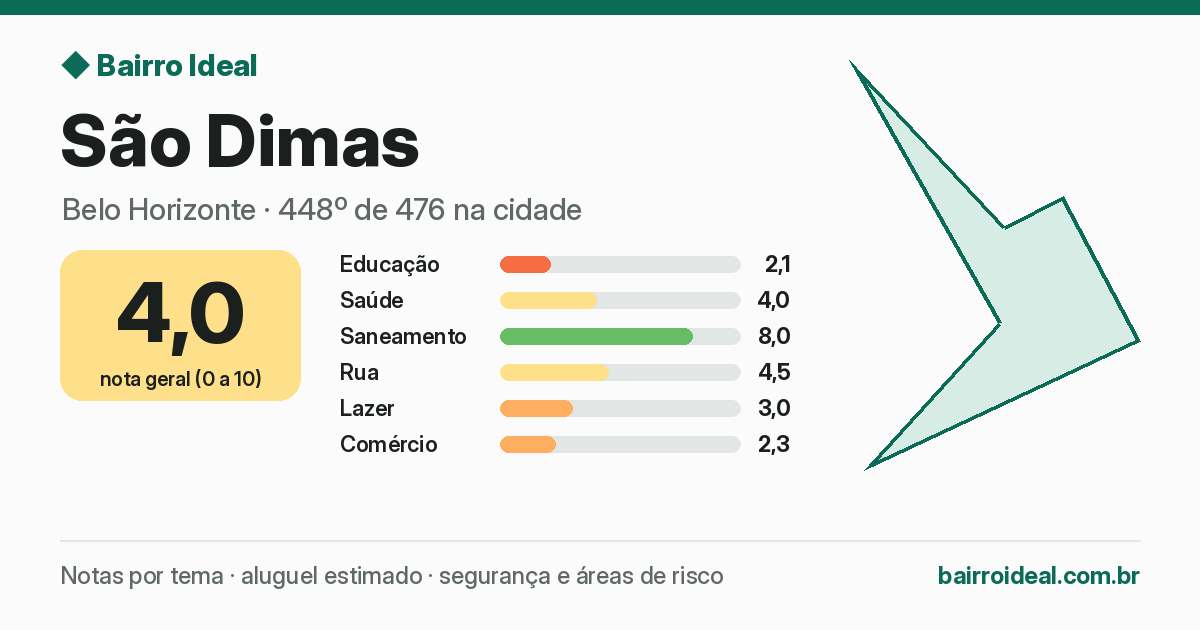 Bairro Ideal
São Dimas
Belo Horizonte · 448º de 476 na cidade
4,0
nota geral (0 a 10)
Educação 2,1
Saúde 4,0
Saneamento 8,0
Rua 4,5
Lazer 3,0
Comércio 2,3
Notas por tema · aluguel estimado · segurança e áreas de risco
bairroideal.com.br